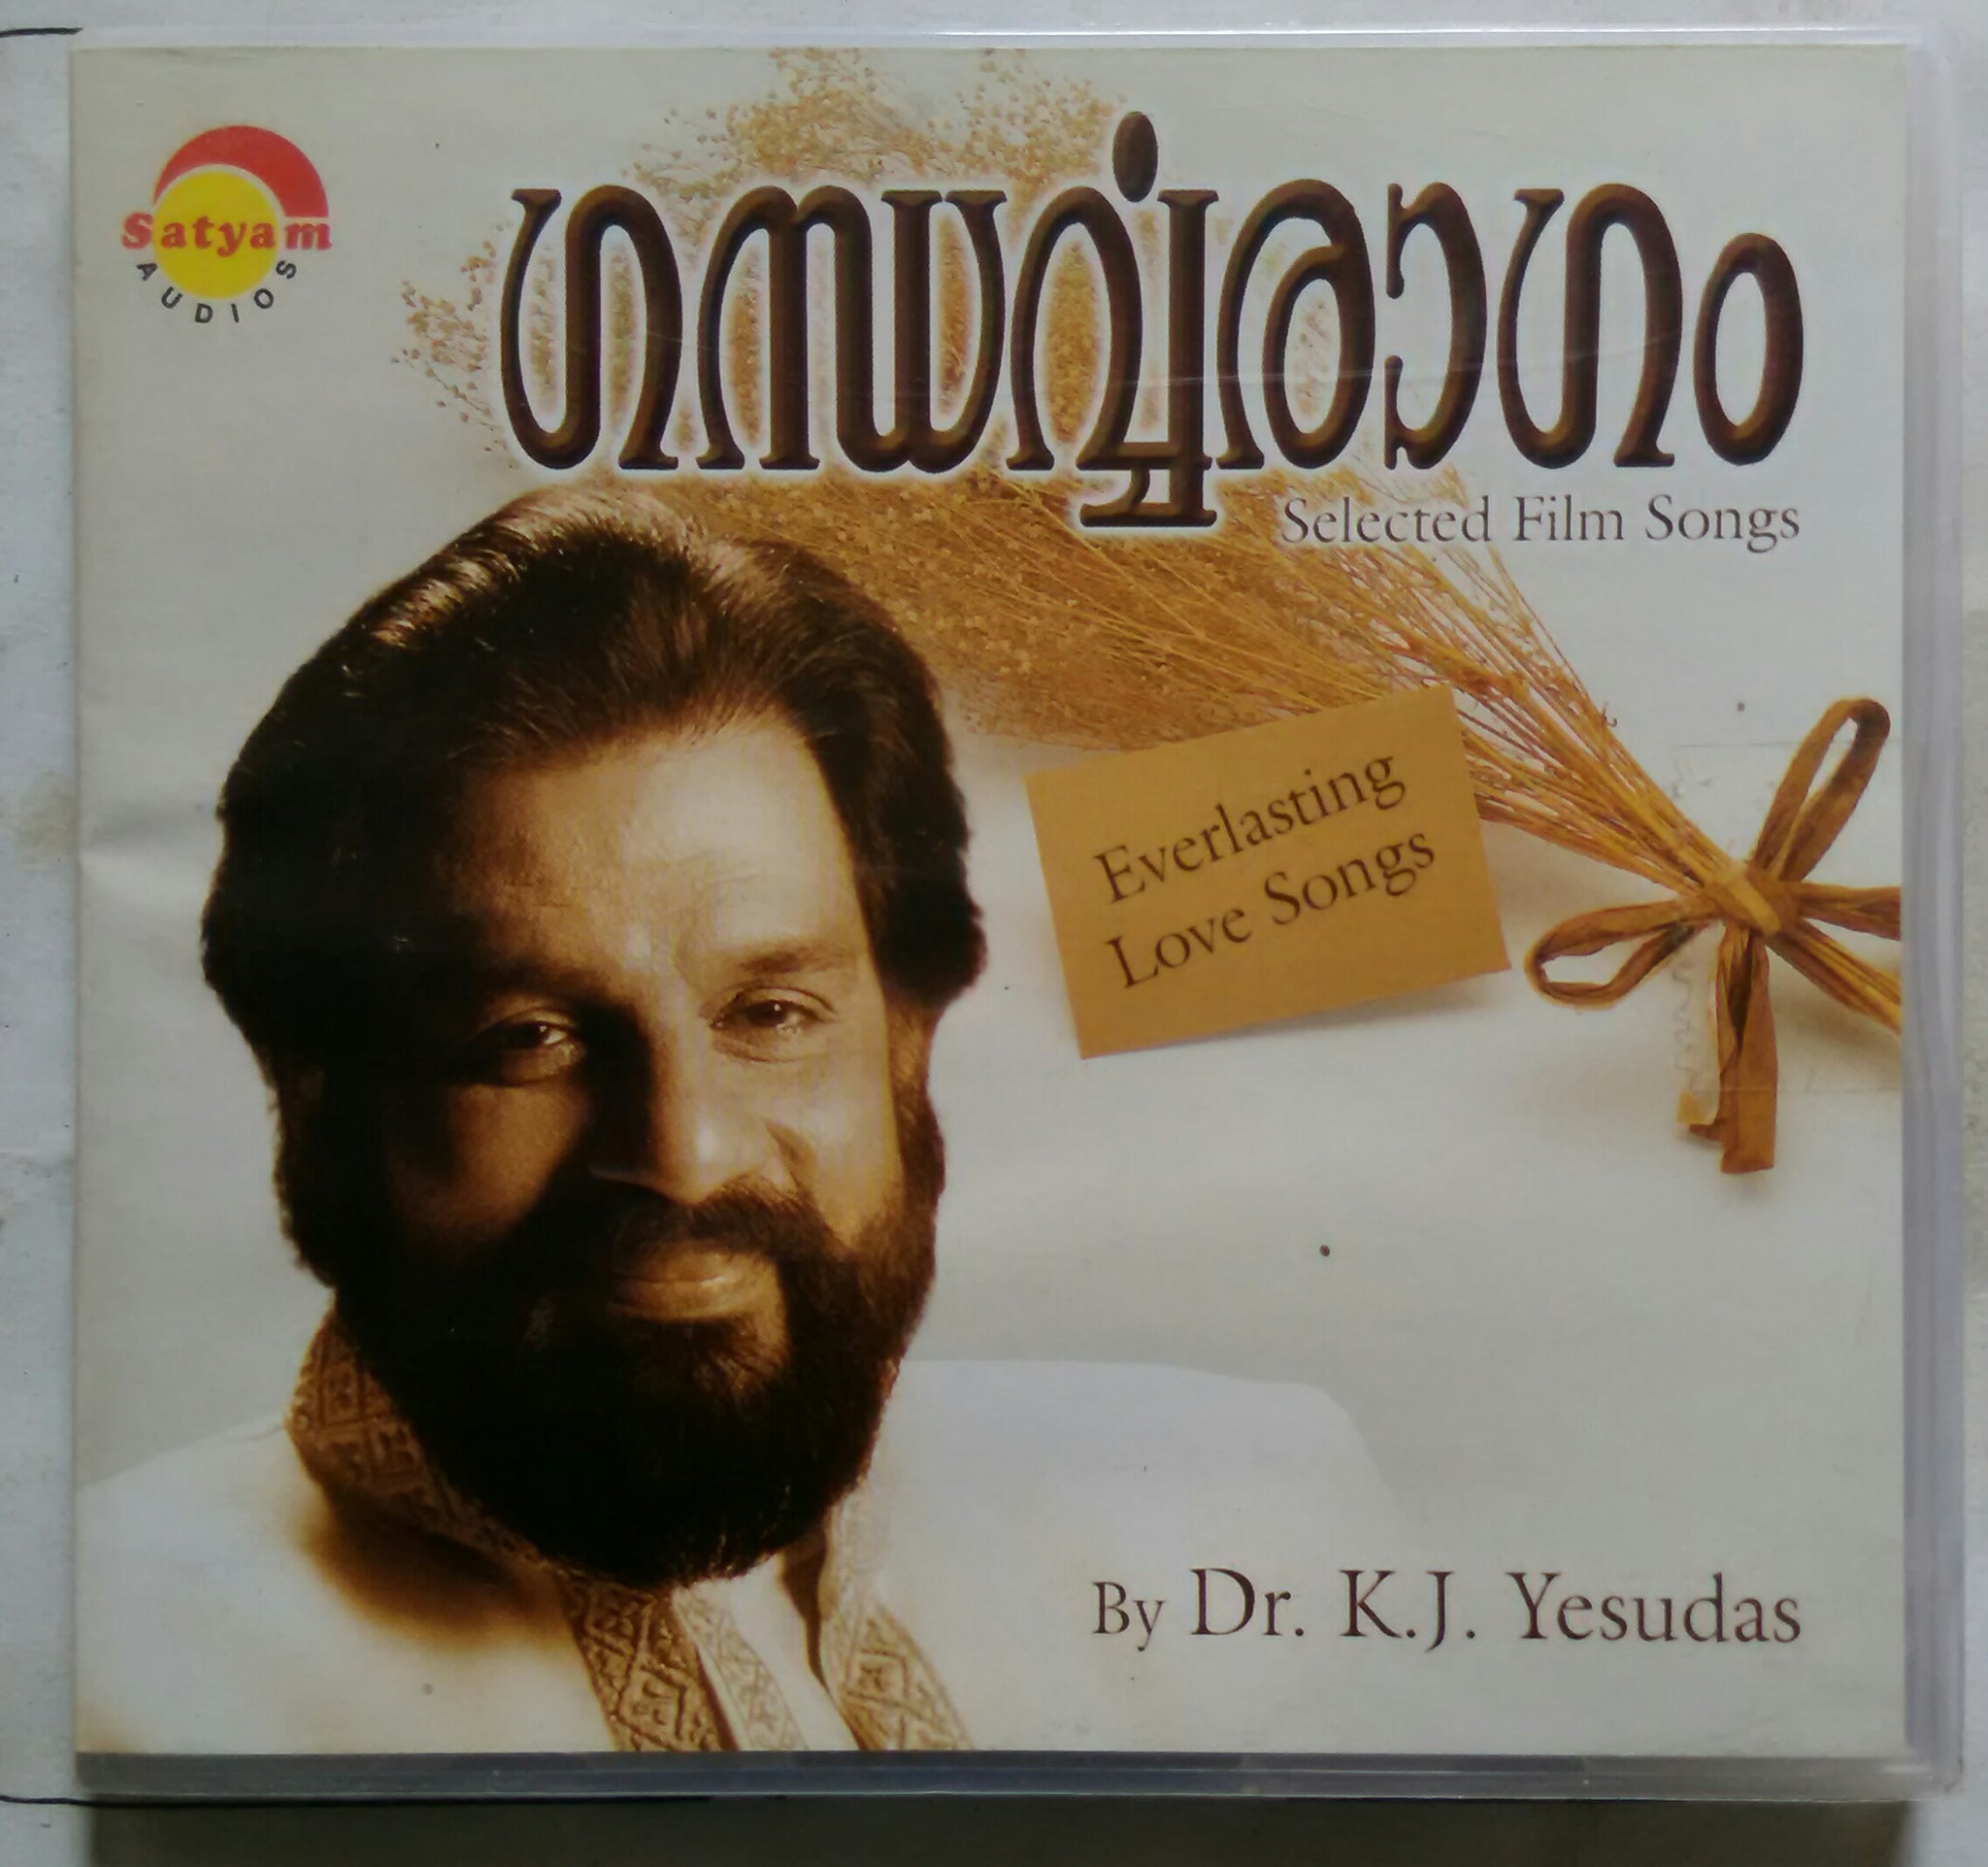 Satyam
AUDIOS
ഗന്ധർവ്വരാഗം
Selected Film Songs
Everlasting
Love Songs
By Dr. K.J. Yesudas